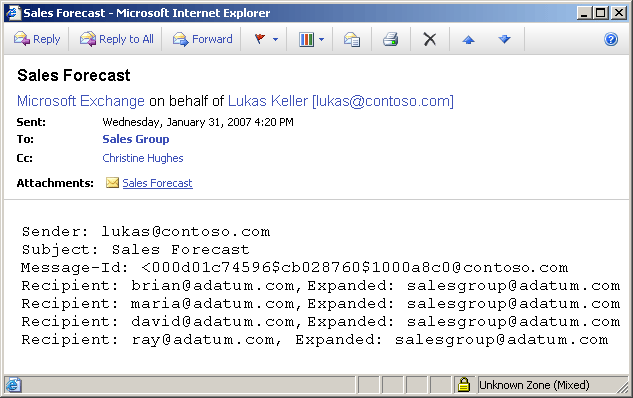 Sales Forecast - Microsoft Internet Explorer
Reply Reply to All Forward
Sales Forecast
Microsoft Exchange on behalf of Lukas Keller [lukas@contoso.com]
Sent: Wednesday, January 31, 2007 4:20 PM
To: Sales Group
Cc: Christine Hughes
Attachments: Sales Forecast
Sender: lukas@contoso.com
Subject: Sales Forecast
Message-Id: <000d01c74596$cb028760$1000a8c0@contoso.com
Recipient: brian@adatum.com,Expanded: salesgroup@adatum.com
Recipient: maria@adatum.com,Expanded: salesgroup@adatum.com
Recipient: david@adatum.com,Expanded: salesgroup@adatum.com
Recipient: ray@adatum.com, Expanded: salesgroup@adatum.com
Unknown Zone (Mixed)